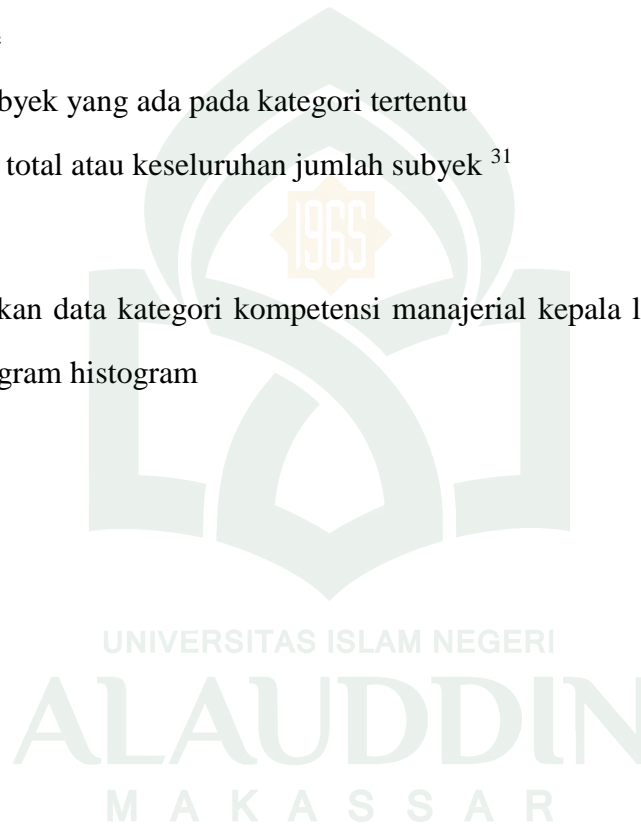 byek yang ada pada kategori tertentu
total atau keseluruhan jumlah subyek 31
1965
kan data kategori kompetensi manajerial kepala l
gram histogram
UNIVERSITAS ISLAM NEGERI
ALAUDDIN
MAKASSAR